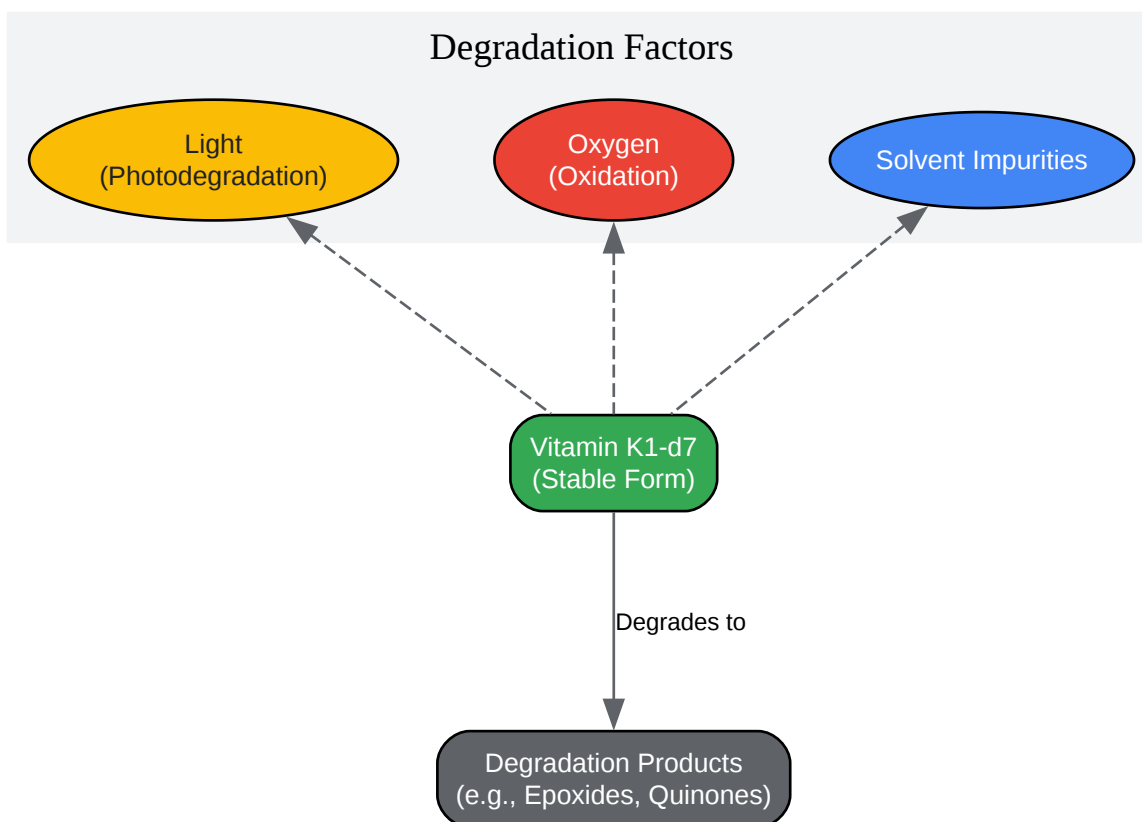 Degradation Factors
Light
(Photodegradation)
Oxygen
(Oxidation)
Solvent Impurities
Vitamin K1-d7
(Stable Form)
Degrades to
Degradation Products
(e.g., Epoxides, Quinones)